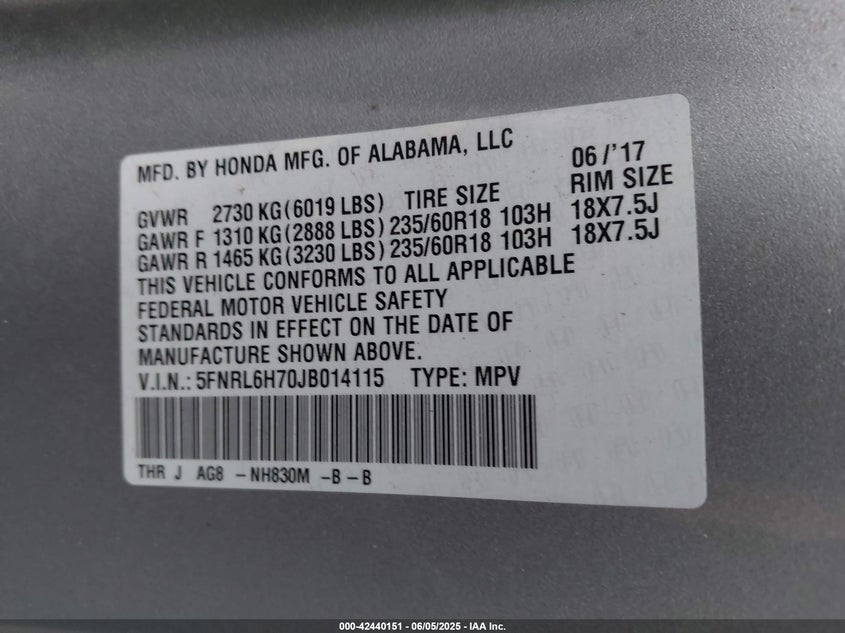 MFD. BY HONDA MFG. OF ALABAMA, LLC 06/'17
GVWR 2730 KG(6019 LBS) TIRE SIZE RIM SIZE
GAWR F 1310 KG(2888 LBS) 235/60R18 103H 18X7.5J
GAWR R 1465 KG(3230 LBS) 235/60R18 103H 18X7.5J
THIS VEHICLE CONFORMS TO ALL APPLICABLE
FEDERAL MOTOR VEHICLE SAFETY
STANDARDS IN EFFECT ON THE DATE OF
MANUFACTURE SHOWN ABOVE.
V.I.N.: 5FNRL6H70JB014115 TYPE: MPV
THR J AG8 -NH830M -B-B
000-42440151 - 06/05/2025 - IAA Inc.